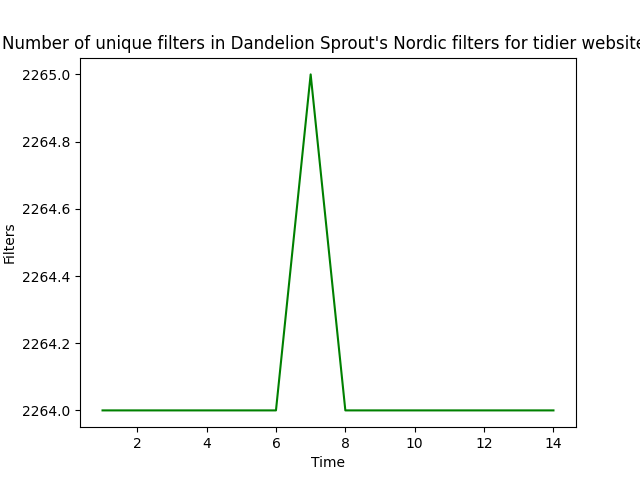 Number of unique filters in Dandelion Sprout's Nordic filters for tidier website
2265.0
2264.8
2264.6
2264.4
2264.2
2264.0
Filters
2 4 6 8 10 12 14
Time